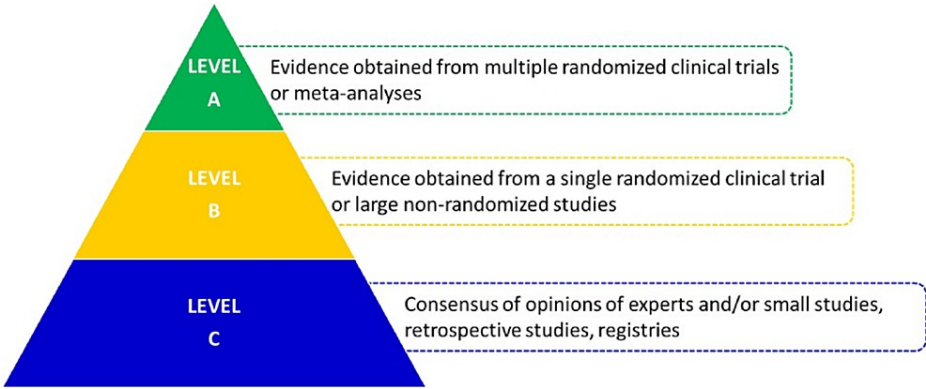 LEVEL
A
Evidence obtained from multiple randomized clinical trials
or meta-analyses
LEVEL
B
Evidence obtained from a single randomized clinical trial
or large non-randomized studies
LEVEL
C
Consensus of opinions of experts and/or small studies,
retrospective studies, registries